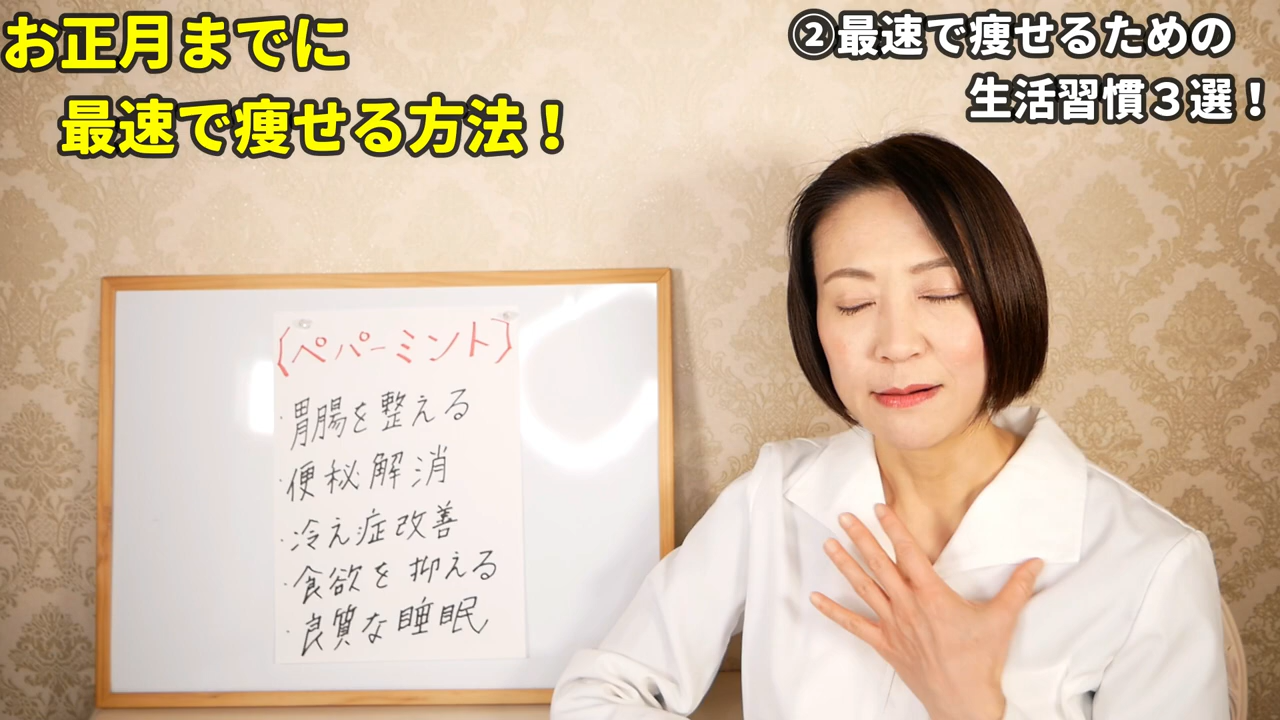 お正月までに
最速で痩せる方法！
②最速で痩せるための
生活習慣３選！
〔ペパーミント〕
・胃腸を整える
・便秘解消
・冷え症改善
・食欲を抑える
・良質な睡眠